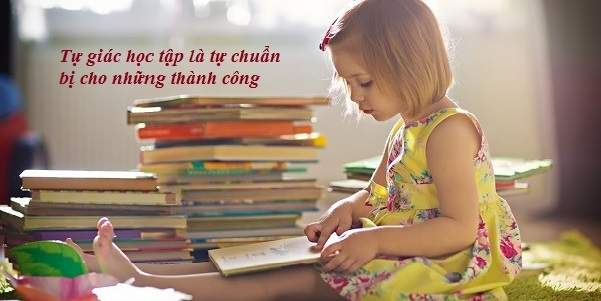 Tự giác học tập là tự chuẩn
bị cho những thành công